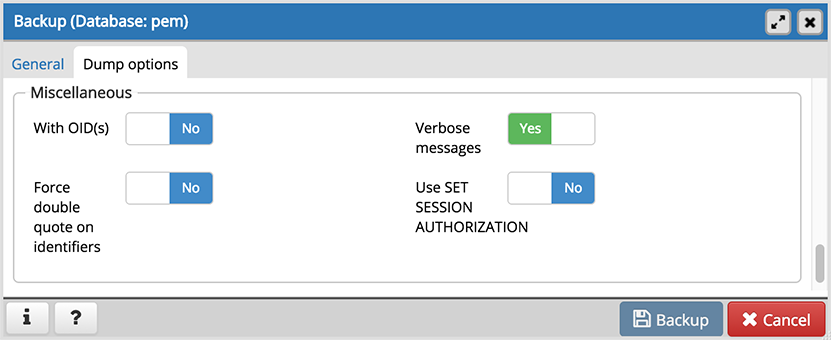 Backup (Database: pem)
General
Dump options
Miscellaneous
With OID(s)
No
Verbose
messages
Yes
Force
double
quote on
identifiers
No
Use SET
SESSION
AUTHORIZATION
No
i
?
Backup
Cancel